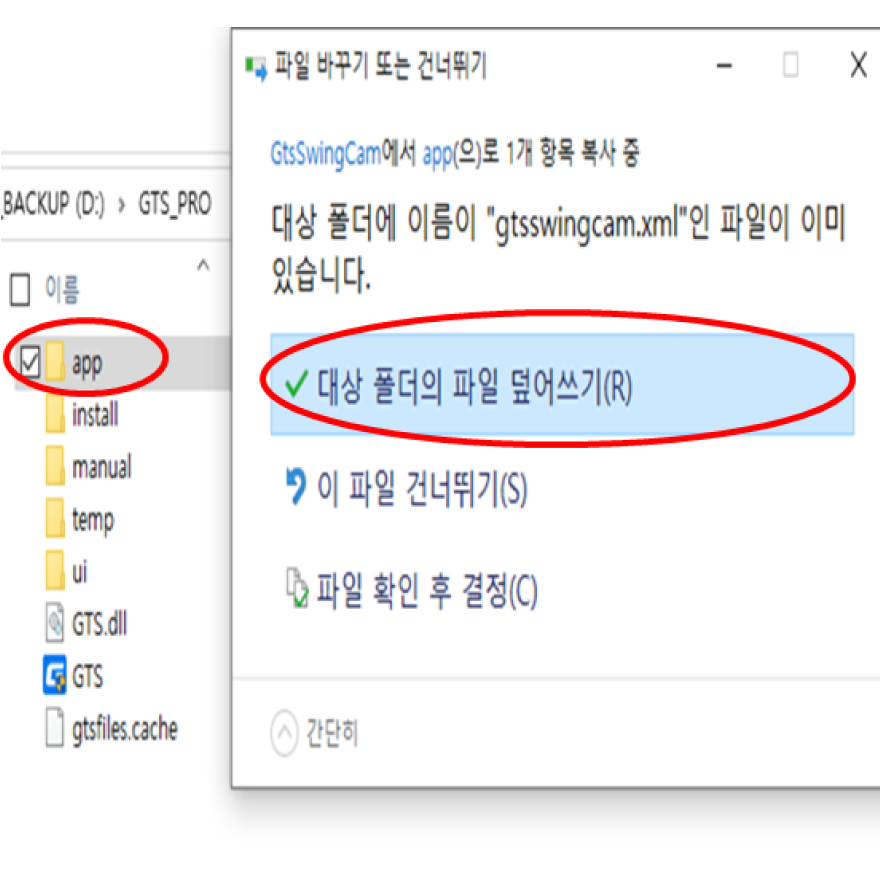 _BACKUP (D:) › GTS_PRO
이름
app
install
manual
temp
ui
GTS.dll
GTS
gtsfiles.cache
파일 바꾸기 또는 건너뛰기
GtsSwingCam에서 app(으)로 1개 항목 복사 중
대상 폴더에 이름이 "gtsswingcam.xml"인 파일이 이미
있습니다.
대상 폴더의 파일 덮어쓰기(R)
이 파일 건너뛰기(S)
파일 확인 후 결정(C)
간단히